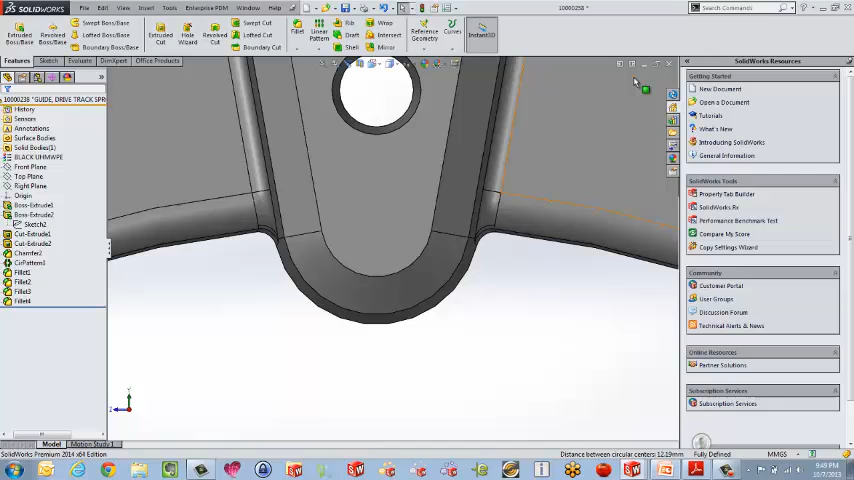 SOLIDWORKS File Edit View Insert Tools Enterprise PDM Window Help 10000258 * Search Commands
Extruded Boss/Base
Revolved Boss/Base
Swept Boss/Base
Lofted Boss/Base
Boundary Boss/Base
Extruded Cut
Hole Wizard
Revolved Cut
Swept Cut
Lofted Cut
Boundary Cut
Fillet
Linear Pattern
Rib
Draft
Shell
Wrap
Intersect
Mirror
Reference Geometry
Curves
Instant3D
Features Sketch Evaluate DimXpert Office Products
10000238 "GUIDE, DRIVE TRACK SPR
History
Sensors
Annotations
Surface Bodies
Solid Bodies(1)
BLACK UHMWPE
Front Plane
Top Plane
Right Plane
Origin
Boss-Extrude1
Boss-Extrude2
Sketch2
Cut-Extrude1
Cut-Extrude2
Chamfer2
CirPattern1
Fillet1
Fillet2
Fillet3
Fillet4
SolidWorks Resources
Getting Started
New Document
Open a Document
Tutorials
What's New
Introducing SolidWorks
General Information
SolidWorks Tools
Property Tab Builder
SolidWorks Rx
Performance Benchmark Test
Compare My Score
Copy Settings Wizard
Community
Customer Portal
User Groups
Discussion Forum
Technical Alerts & News
Online Resources
Partner Solutions
Subscription Services
Subscription Services
Y
Z
Model Motion Study 1
SolidWorks Premium 2014 x64 Edition Distance between circular centers: 12.19mm Fully Defined MMGS
9:49 PM
10/7/2013